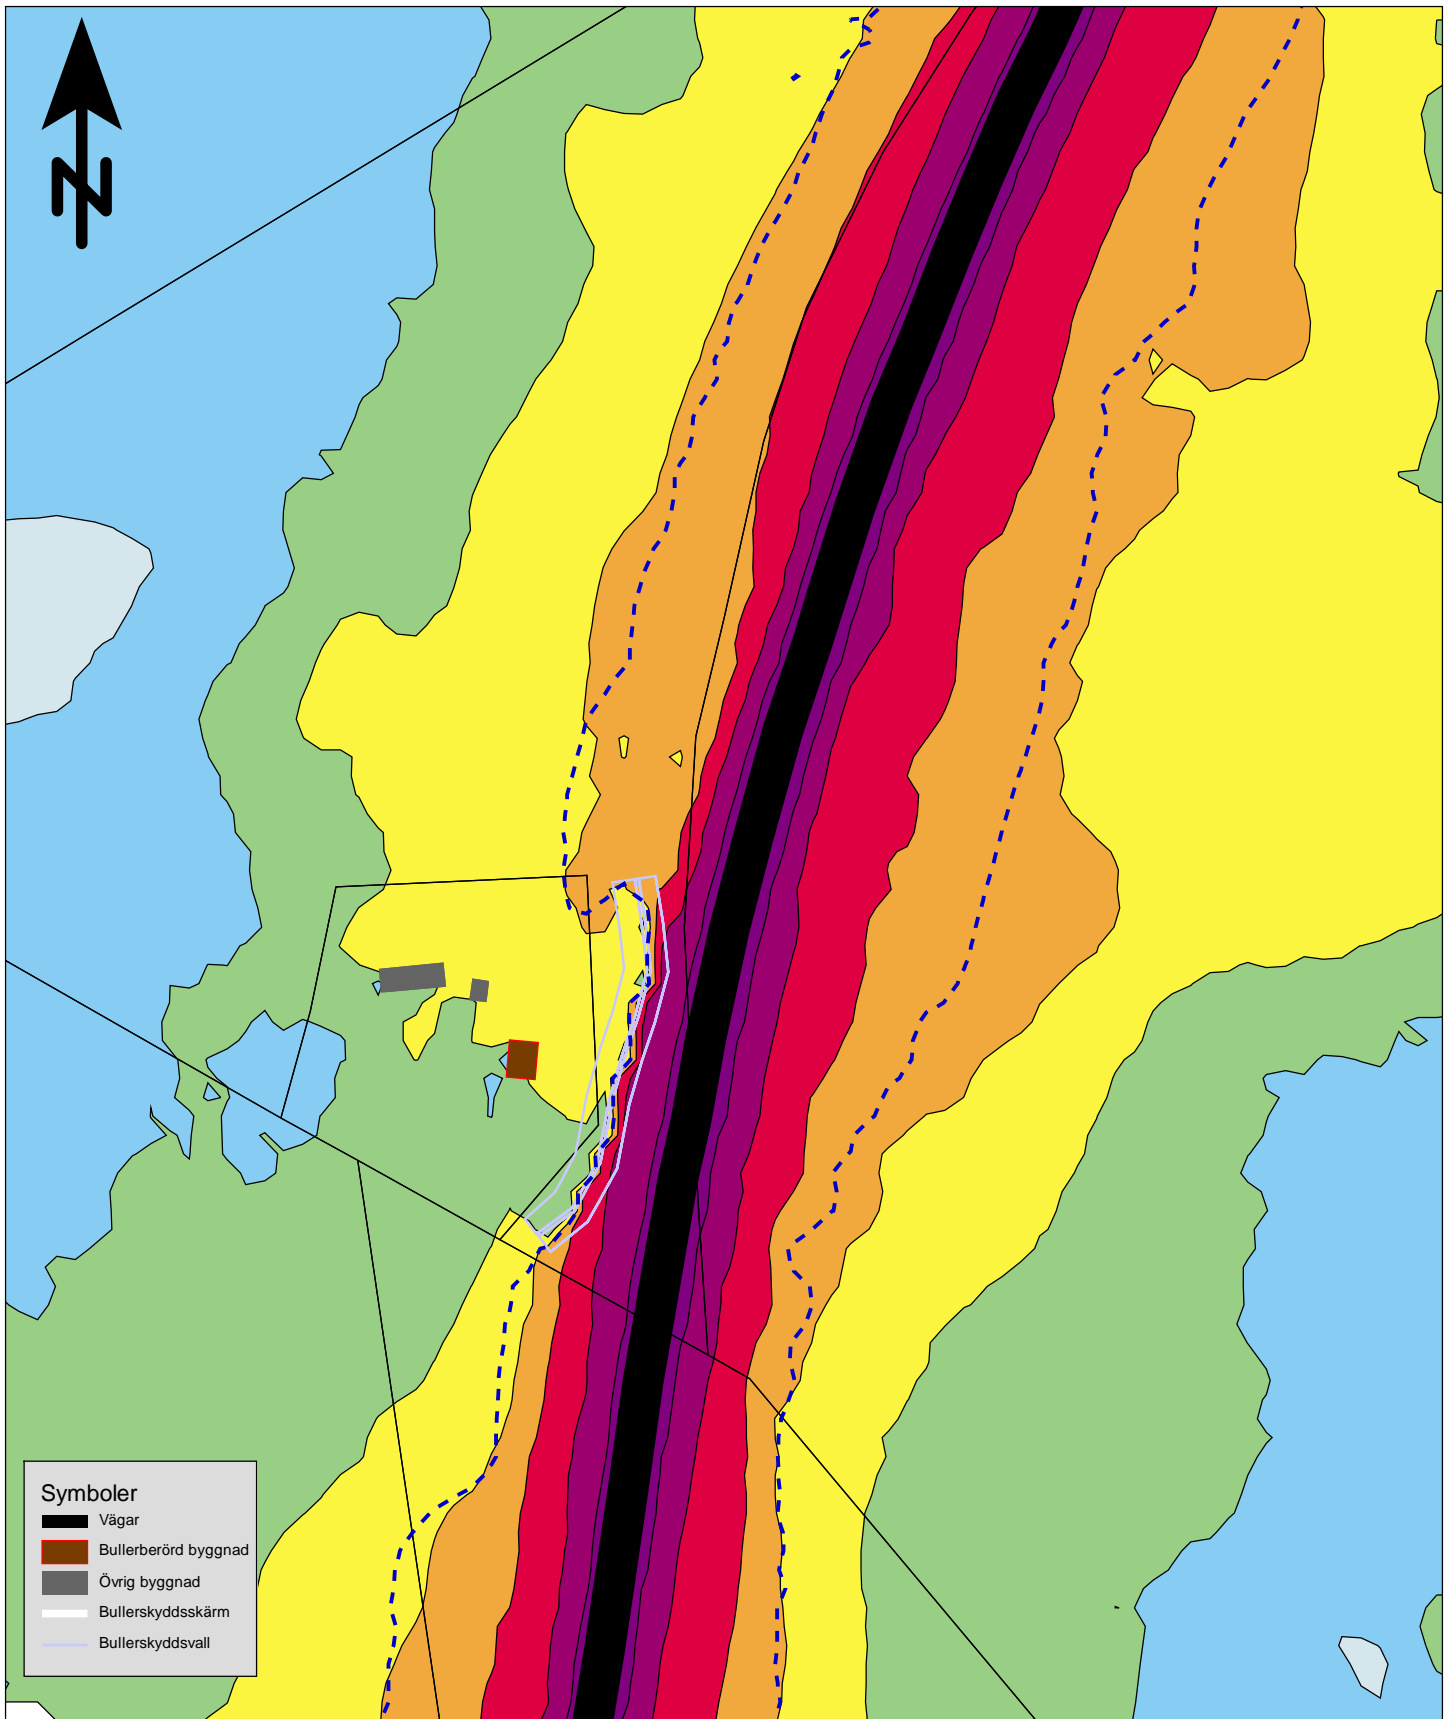 N
Symboler
Vägar
Bullerberörd byggnad
Övrig byggnad
Bullerskyddsskärm
Bullerskyddsvall